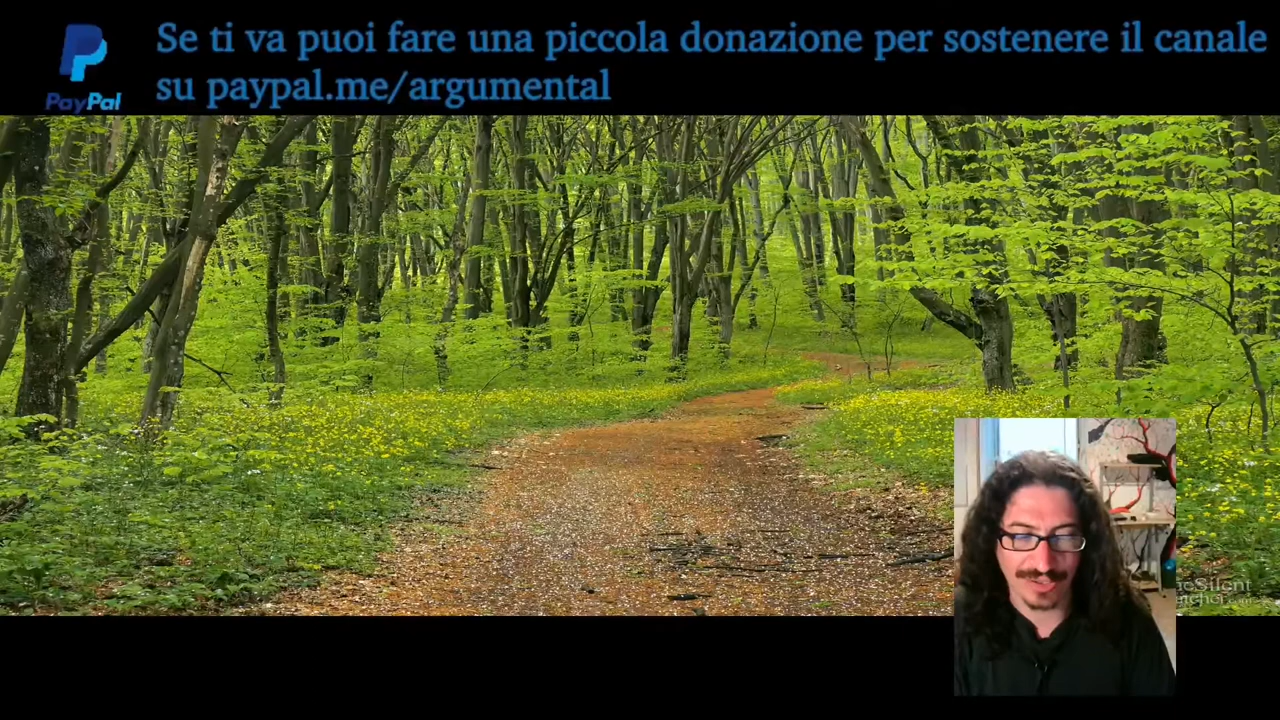 Se ti va puoi fare una piccola donazione per sostenere il canale
su paypal.me/argumental
PayPal